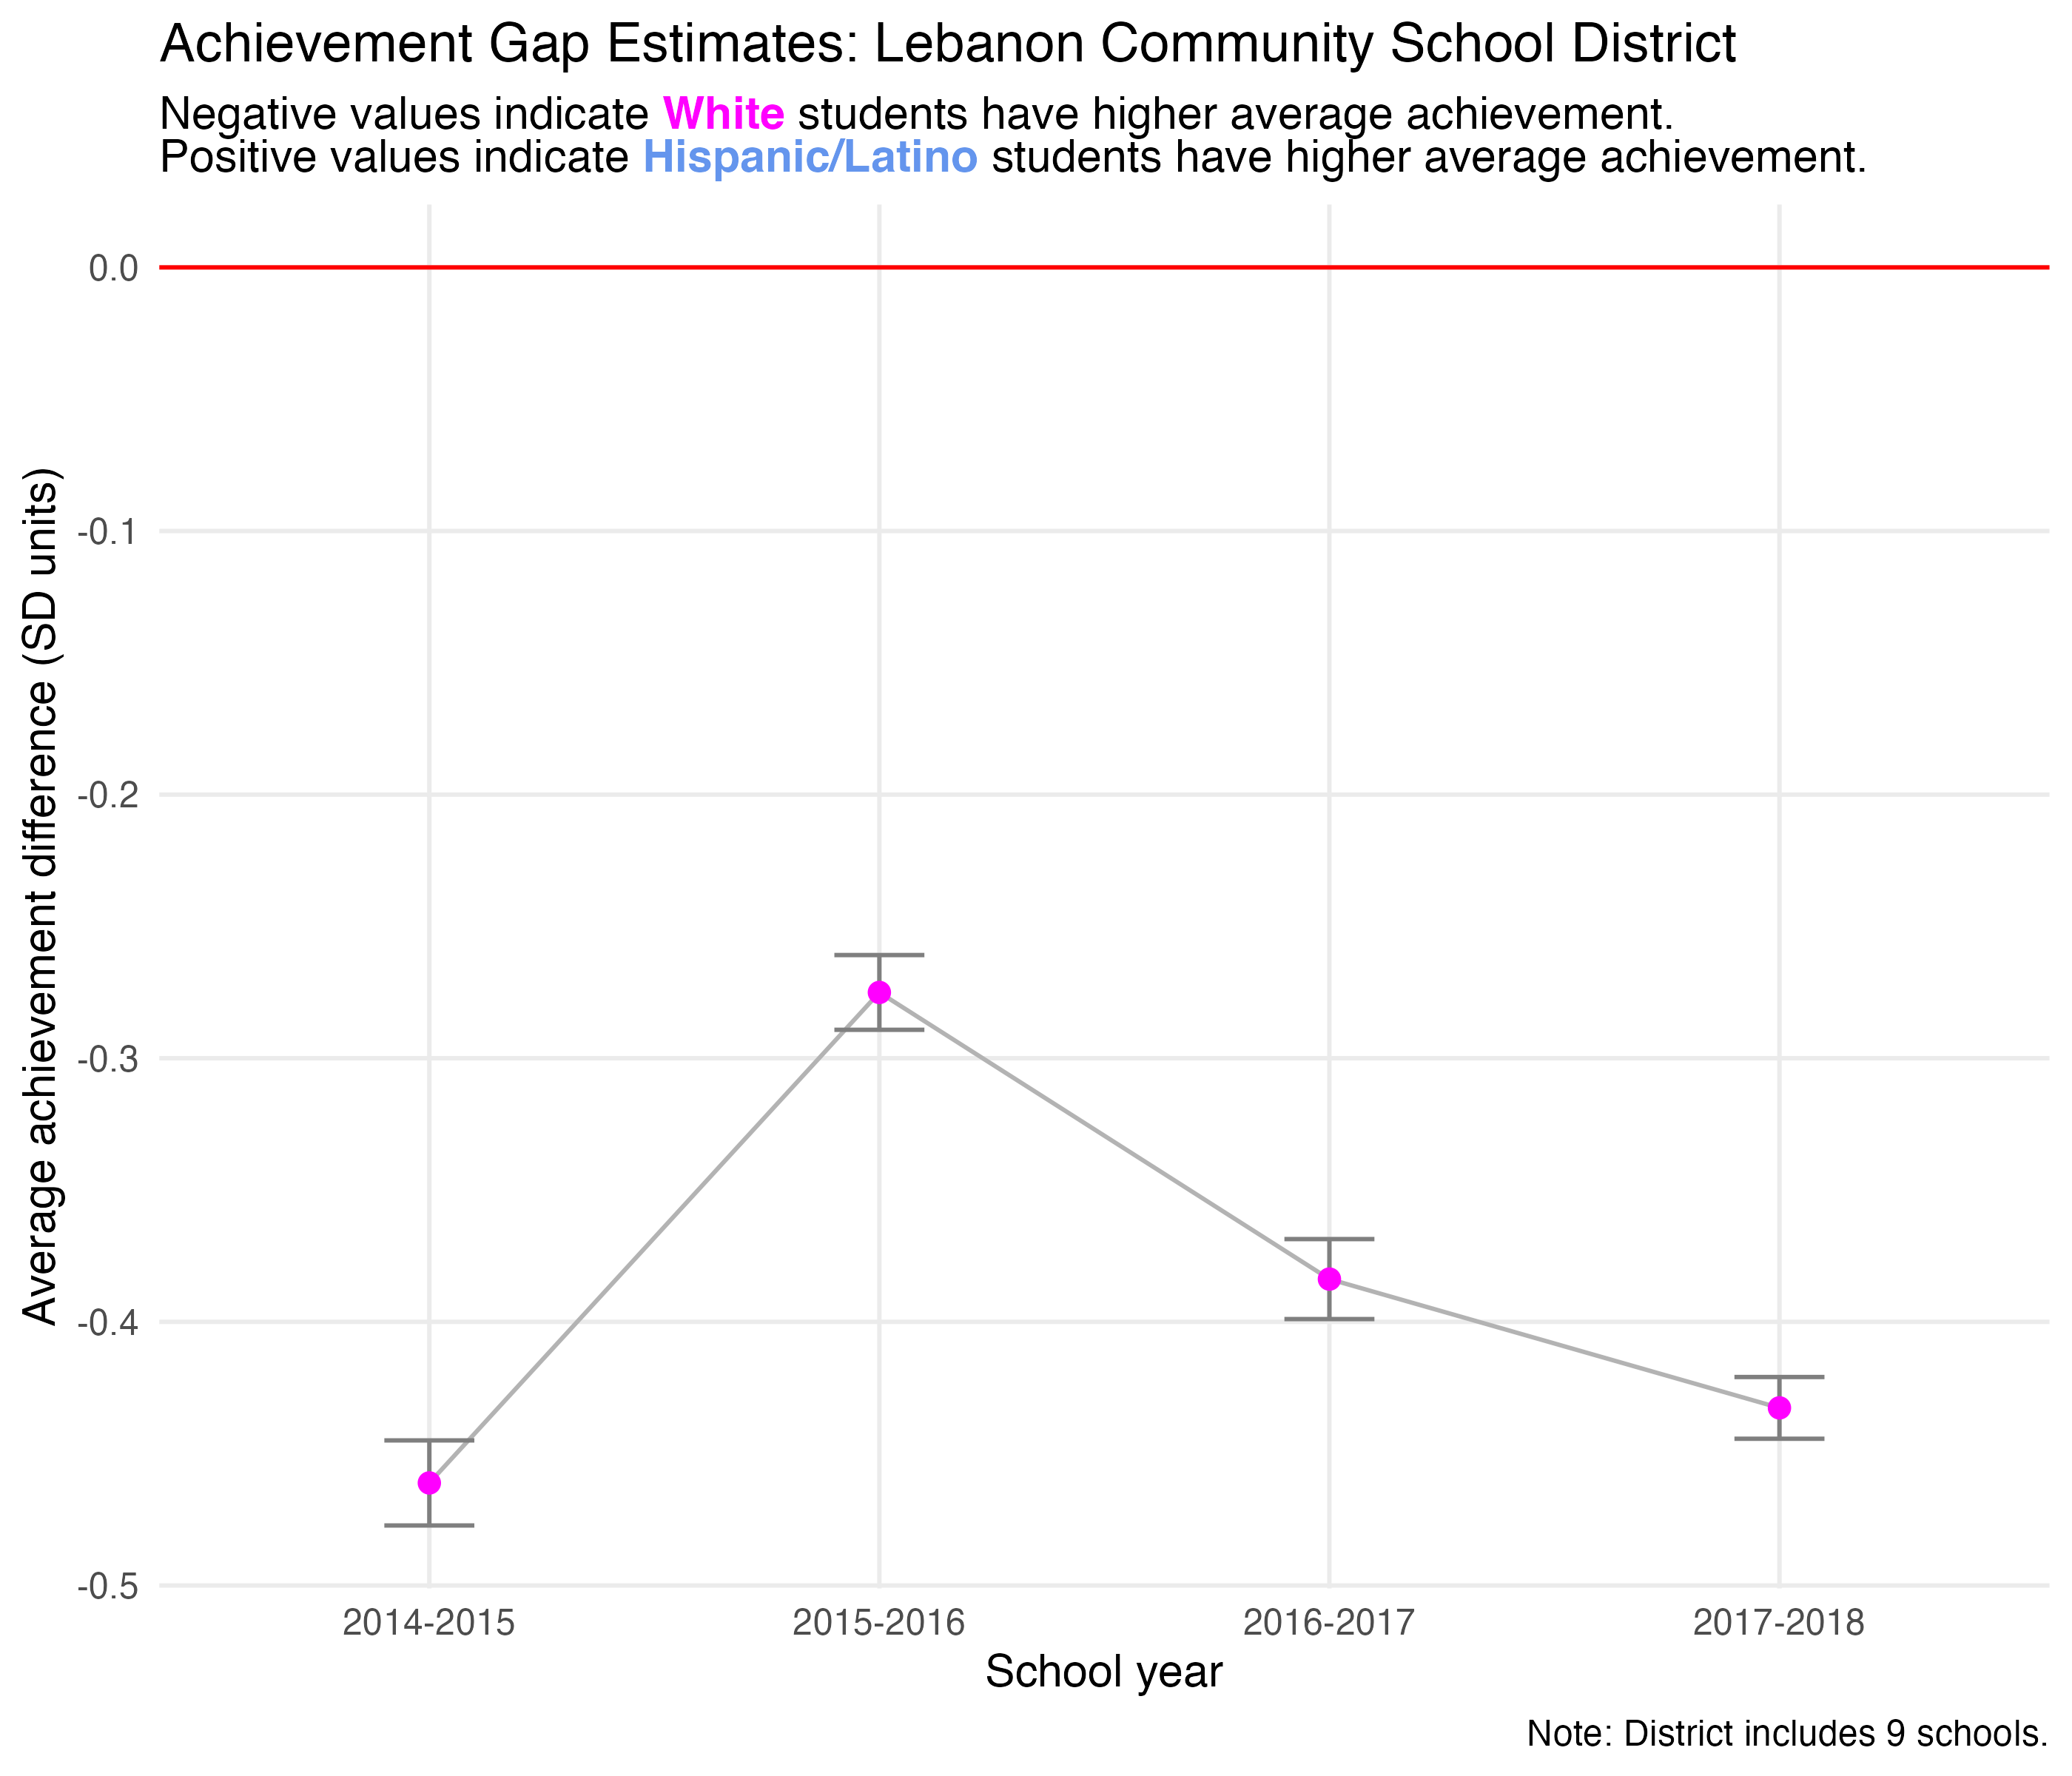 Achievement Gap Estimates: Lebanon Community School District
Negative values indicate White students have higher average achievement.
Positive values indicate Hispanic/Latino students have higher average achievement.
Average achievement difference (SD units)
0.0
-0.1
-0.2
-0.3
-0.4
-0.5
2014-2015 2015-2016 2016-2017 2017-2018
School year
Note: District includes 9 schools.